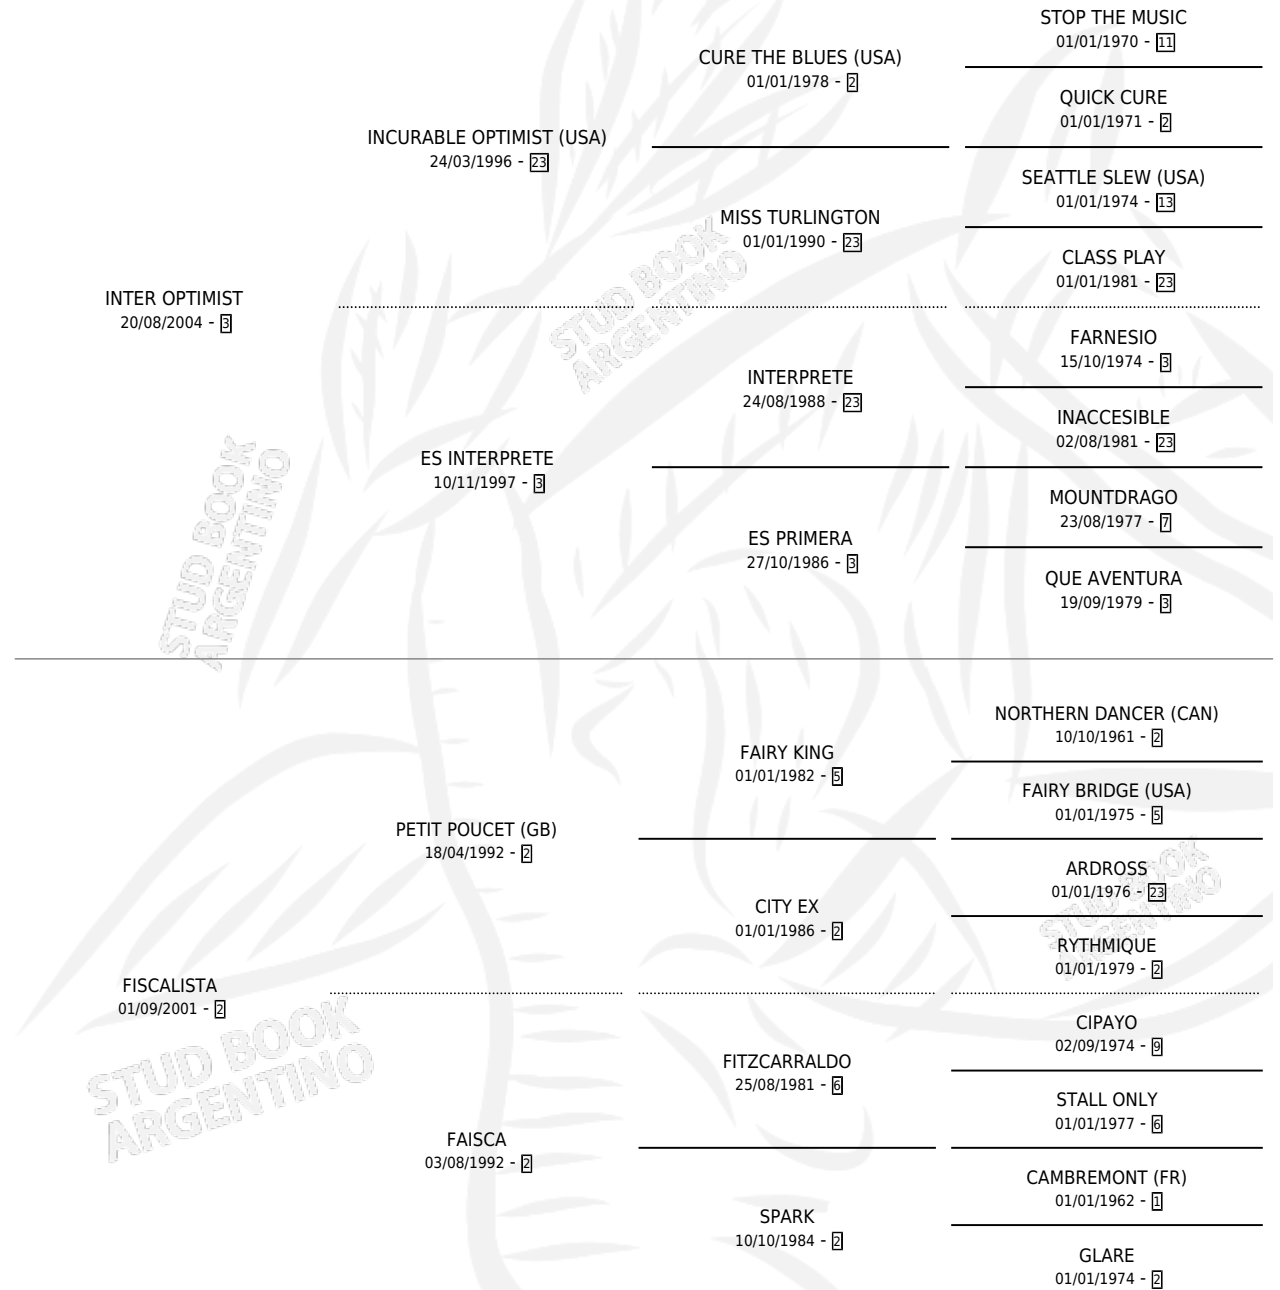 STOP THE MUSIC
01/01/1970 - 11
CURE THE BLUES (USA)
01/01/1978 - 2
QUICK CURE
01/01/1971 - 2
INCURABLE OPTIMIST (USA)
24/03/1996 - 23
SEATTLE SLEW (USA)
01/01/1974 - 13
MISS TURLINGTON
01/01/1990 - 23
CLASS PLAY
01/01/1981 - 23
INTER OPTIMIST
20/08/2004 - 3
STUD BOOK
ARGENTINO
FARNESIO
15/10/1974 - 3
INTERPRETE
24/08/1988 - 23
INACCESIBLE
02/08/1981 - 23
ES INTERPRETE
10/11/1997 - 3
MOUNTDRAGO
23/08/1977 - 7
ES PRIMERA
27/10/1986 - 3
QUE AVENTURA
19/09/1979 - 3
STUD BOOK
ARGENTINO
NORTHERN DANCER (CAN)
10/10/1961 - 2
FAIRY KING
01/01/1982 - 5
FAIRY BRIDGE (USA)
01/01/1975 - 5
PETIT POUCET (GB)
18/04/1992 - 2
ARDROSS
01/01/1976 - 23
CITY EX
01/01/1986 - 2
STUD BOOK
ARGENTINO
RYTHMIQUE
01/01/1979 - 2
FISCALISTA
01/09/2001 - 2
CIPAYO
02/09/1974 - 9
FITZCARRALDO
25/08/1981 - 6
STUD BOOK
ARGENTINO
STALL ONLY
01/01/1977 - 6
FAISCA
03/08/1992 - 2
CAMBREMONT (FR)
01/01/1962 - 1
SPARK
10/10/1984 - 2
GLARE
01/01/1974 - 2